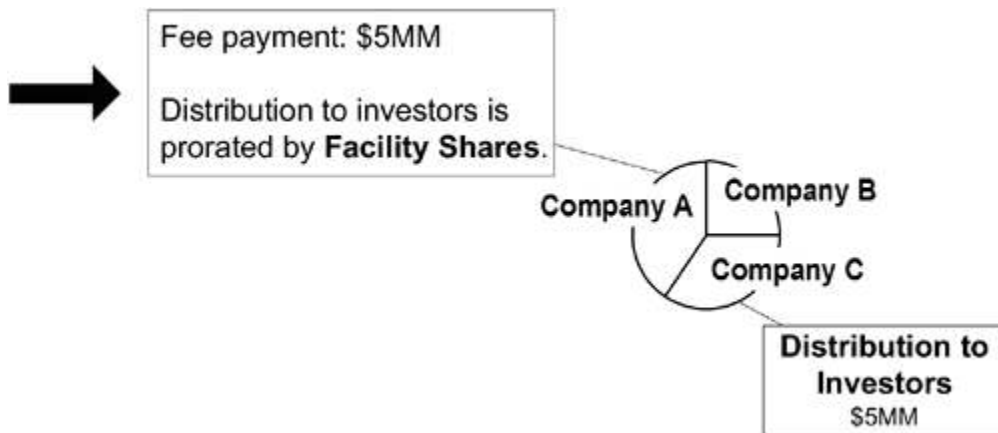 Fee payment: $5MM
Distribution to investors is
prorated by Facility Shares.
Company A
Company B
Company C
Distribution to
Investors
$5MM